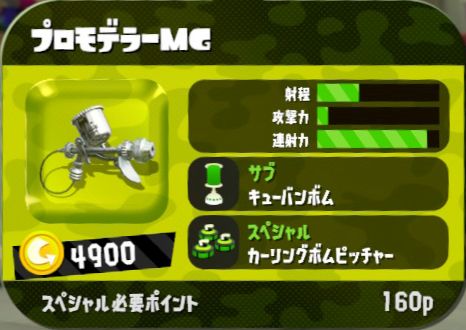 プロモデラーMG
射程
攻撃力
連射力
サブ
キューバンボム
スペシャル
カーリングボムピッチャー
4900
スペシャル必要ポイント 160p